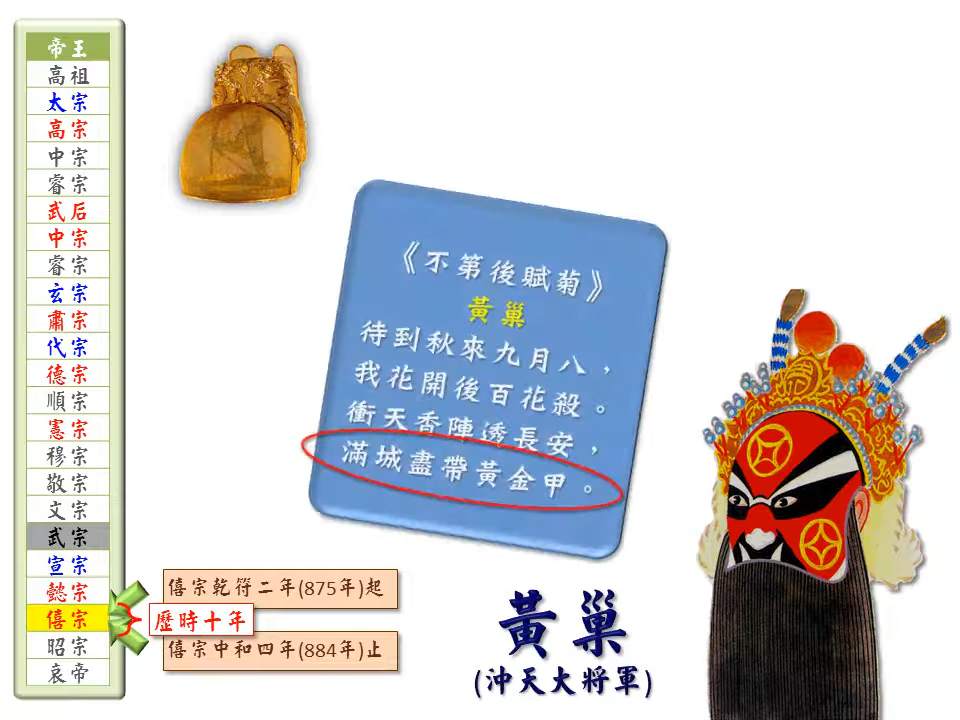 帝王
高祖
太宗
高宗
中宗
睿宗
武后
中宗
睿宗
玄宗
肅宗
代宗
德宗
順宗
憲宗
穆宗
敬宗
文宗
武宗
宣宗
懿宗
僖宗
昭宗
哀帝
《不第後賦菊》
黃巢
待到秋來九月八，
我花開後百花殺。
衝天香陣透長安，
滿城盡帶黃金甲。
僖宗乾符二年(875年)起
歷時十年
僖宗中和四年(884年)止
黃巢
(沖天大將軍)